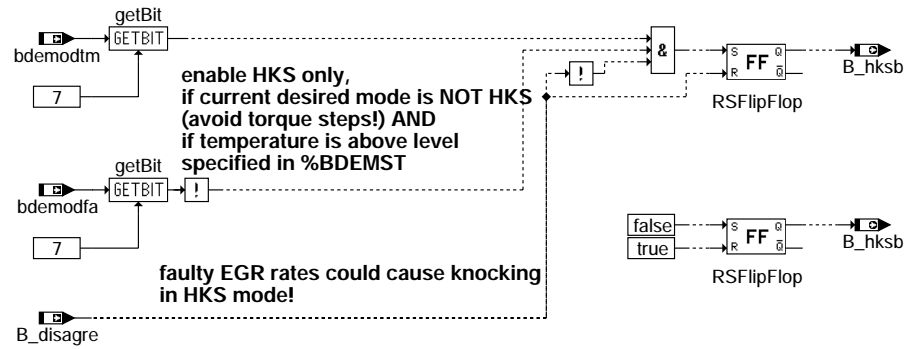 getBit
GETBIT
bdemodtm
7
enable HKS only,
if current desired mode is NOT HKS
(avoid torque steps!) AND
if temperature is above level
specified in %BDEMST
!
&
S Q
FF
R Q
RSFlipFlop
B_hksb
getBit
GETBIT
!
bdemodfa
7
false
true
S Q
FF
R Q
RSFlipFlop
B_hksb
faulty EGR rates could cause knocking
in HKS mode!
B_disagre